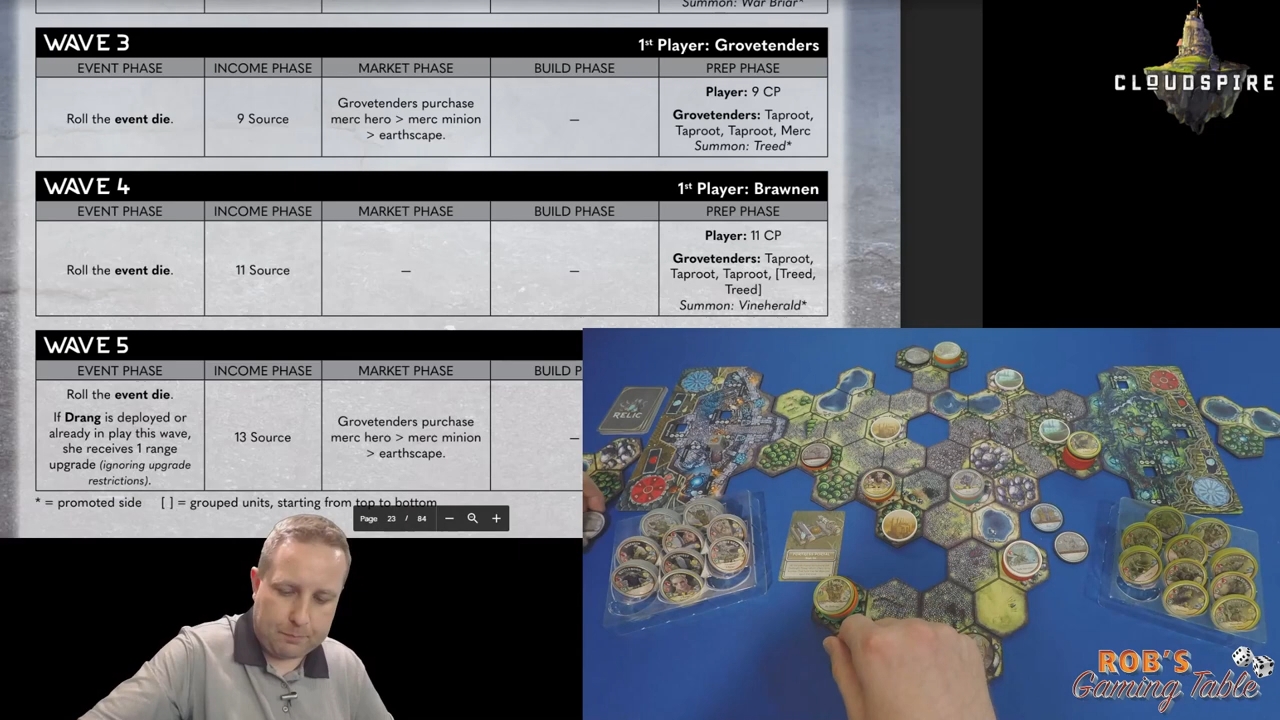 Summon: War Briar*
WAVE 3
1st Player: Grovetenders
EVENT PHASE
INCOME PHASE
MARKET PHASE
BUILD PHASE
PREP PHASE
Roll the event die.
9 Source
Grovetenders purchase
merc hero > merc minion
> earthscape.
—
Player: 9 CP
Grovetenders: Taproot,
Taproot, Taproot, Merc
Summon: Treed*
WAVE 4
1st Player: Brawnen
EVENT PHASE
INCOME PHASE
MARKET PHASE
BUILD PHASE
PREP PHASE
Roll the event die.
11 Source
—
—
Player: 11 CP
Grovetenders: Taproot,
Taproot, Taproot, [Treed,
Treed]
Summon: Vineherald*
WAVE 5
EVENT PHASE
INCOME PHASE
MARKET PHASE
BUILD P
Roll the event die.
If Drang is deployed or
already in play this wave,
she receives 1 range
upgrade (ignoring upgrade
restrictions).
13 Source
Grovetenders purchase
merc hero > merc minion
> earthscape.
—
* = promoted side [ ] = grouped units, starting from top to bottom
Page 23 / 84
CLOUDSPIRE
RELIC
ROB'S
Gaming Table